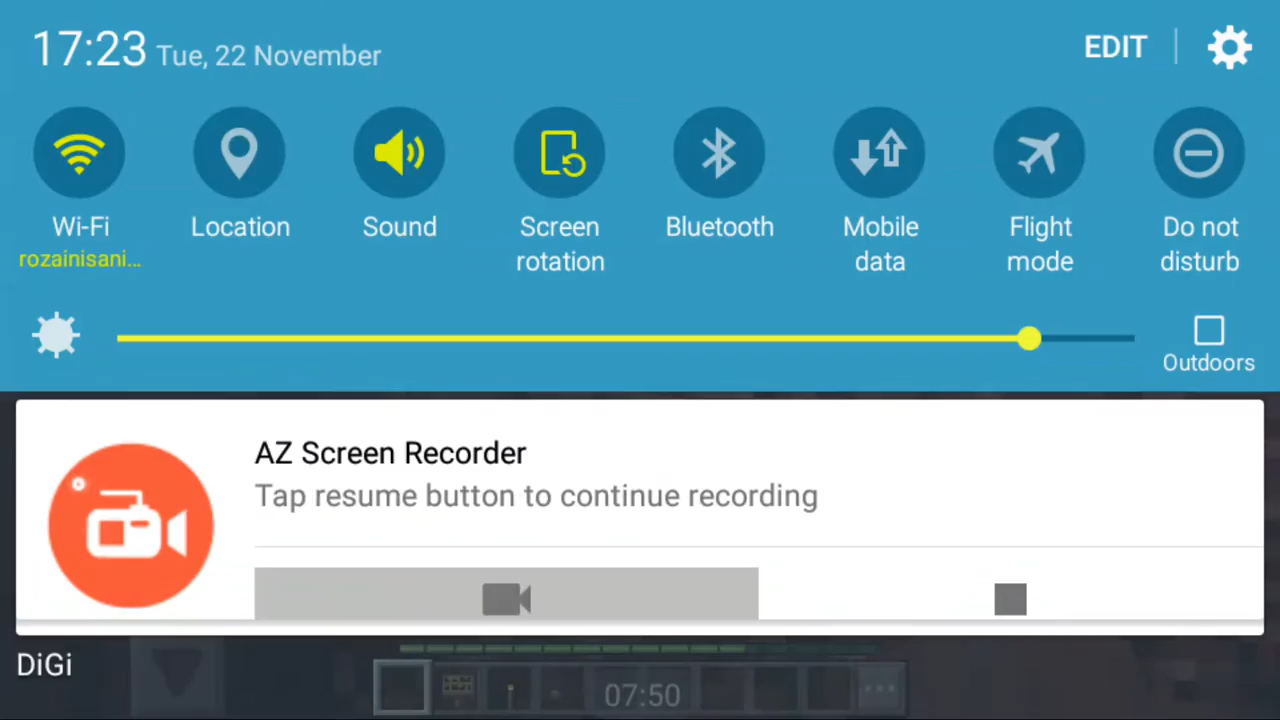 17:23 Tue, 22 November
EDIT
Wi-Fi
rozainisani...
Location
Sound
Screen
rotation
Bluetooth
Mobile
data
Flight
mode
Do not
disturb
Outdoors
AZ Screen Recorder
Tap resume button to continue recording
DiGi
07:50